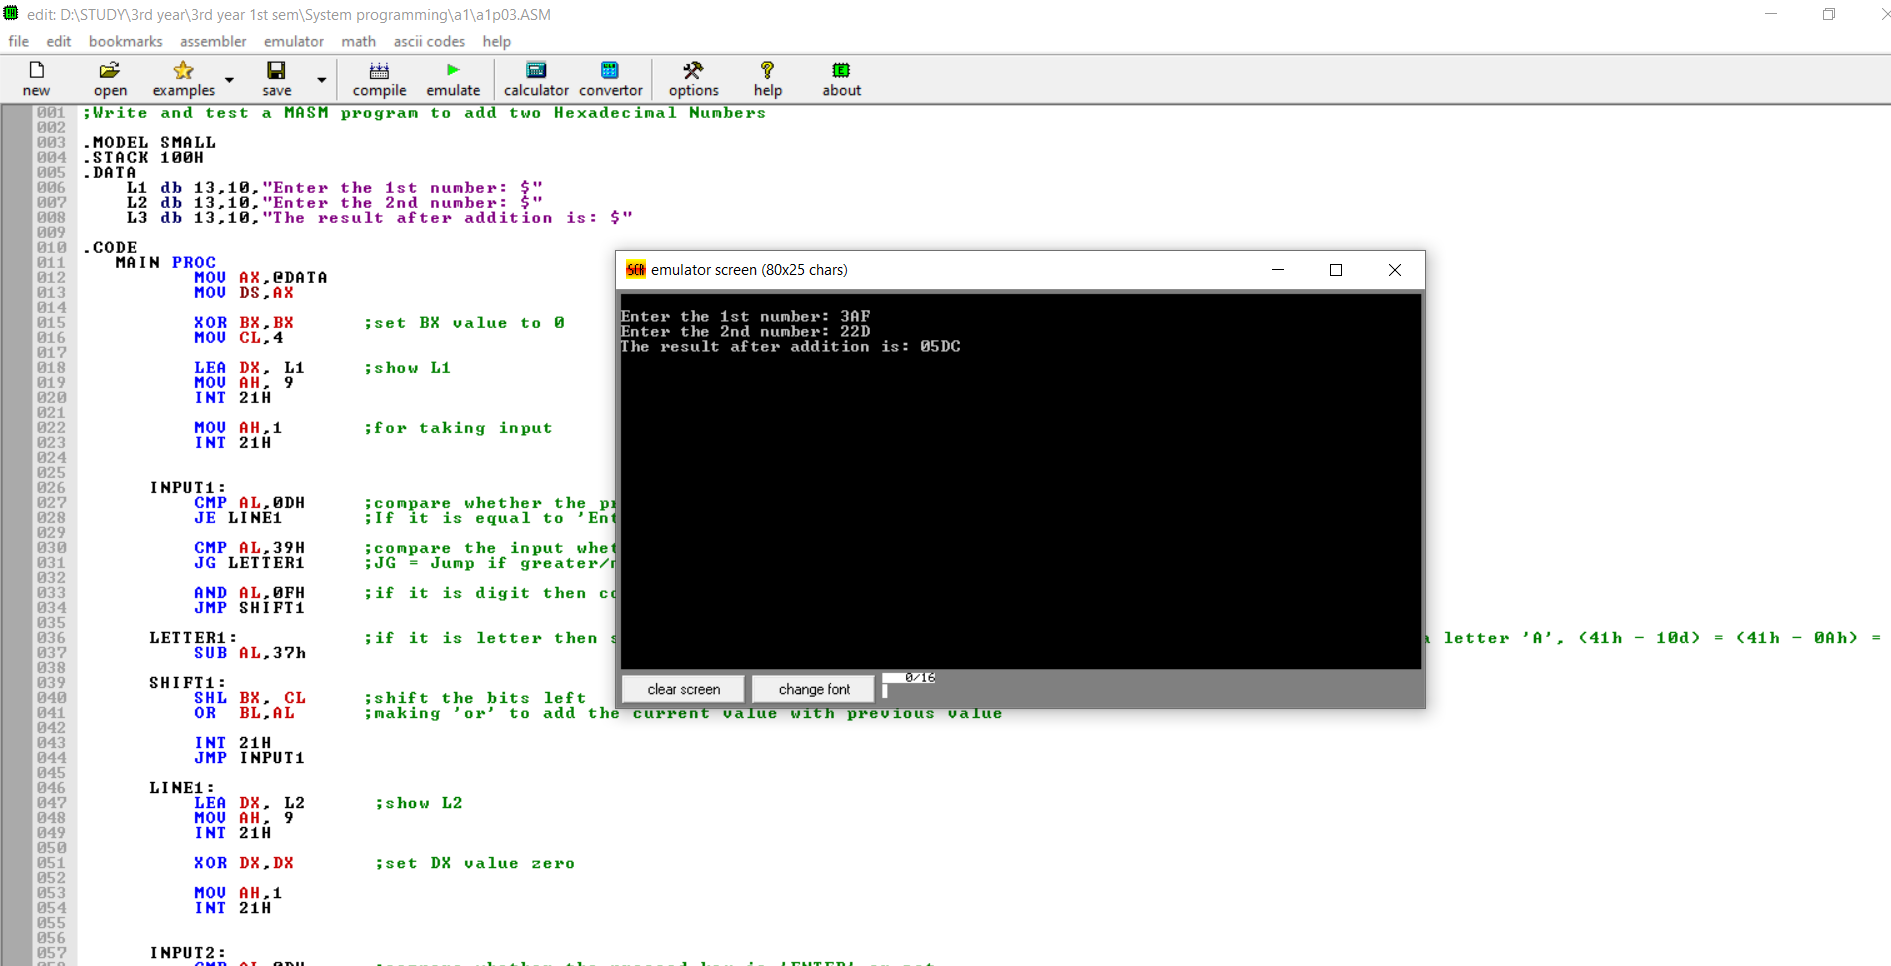 edit: D:\STUDY\3rd year\3rd year 1st sem\System programming\a1\a1p03.ASM
file edit bookmarks assembler emulator math ascii codes help
new open examples save compile emulate calculator convertor options help about
001 ;Write and test a MASM program to add two Hexadecimal Numbers
002
003 .MODEL SMALL
004 .STACK 100H
005 .DATA
006 L1 db 13,10,"Enter the 1st number: $"
007 L2 db 13,10,"Enter the 2nd number: $"
008 L3 db 13,10,"The result after addition is: $"
009
010 .CODE
011 MAIN PROC
012 MOV AX,@DATA
013 MOV DS,AX
014
015 XOR BX,BX ;set BX value to 0
016 MOV CL,4
017
018 LEA DX, L1 ;show L1
019 MOV AH, 9
020 INT 21H
021
022 MOV AH,1 ;for taking input
023 INT 21H
024
025
026 INPUT1:
027 CMP AL,0DH ;compare whether the
028 JE LINE1 ;If it is equal to
029
030 CMP AL,39H ;compare the input
031 JG LETTER1 ;JG = Jump if
032
033 AND AL,0FH ;if it is digit then
034 JMP SHIFT1
035
036 LETTER1: ;if it is letter then letter 'A', (41h - 10d) = (41h - 0Ah) =
037 SUB AL,37h
038
039 SHIFT1:
040 SHL BX, CL ;shift the bits left
041 OR BL,AL ;making 'or' to add the current value with previous value
042
043 INT 21H
044 JMP INPUT1
045
046 LINE1:
047 LEA DX, L2 ;show L2
048 MOV AH, 9
049 INT 21H
050
051 XOR DX,DX ;set DX value zero
052
053 MOV AH,1
054 INT 21H
055
056
057 INPUT2:
emulator screen (80x25 chars)
Enter the 1st number: 3AF
Enter the 2nd number: 22D
The result after addition is: 05DC
clear screen change font 0/16